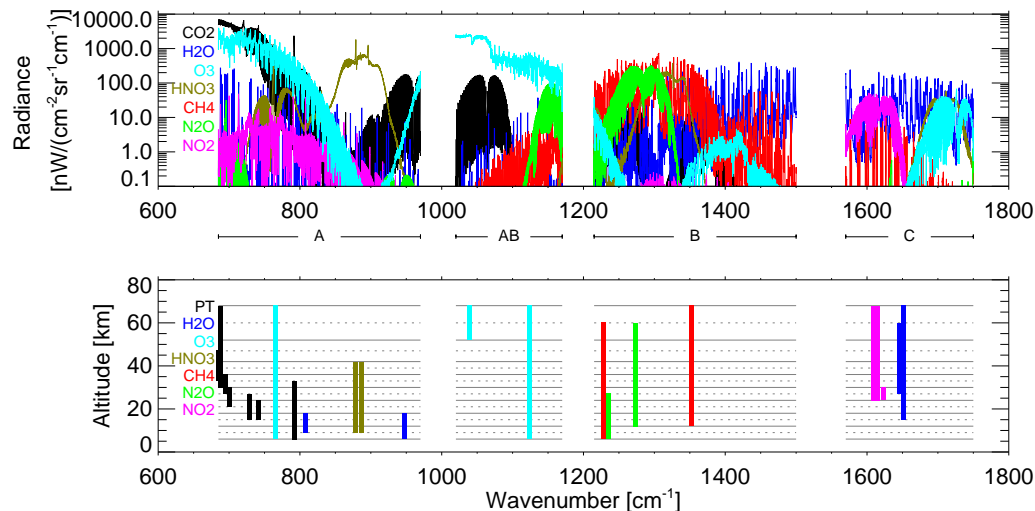 Radiance
[nW/(cm⁻²sr⁻¹cm⁻¹)]
10000.0
1000.0
100.0
10.0
1.0
0.1
CO2
H2O
O3
HNO3
CH4
N2O
NO2
600 800 1000 1200 1400 1600 1800
A AB B C
Altitude [km]
80
60
40
20
0
PT
H2O
O3
HNO3
CH4
N2O
NO2
600 800 1000 1200 1400 1600 1800
Wavenumber [cm⁻¹]